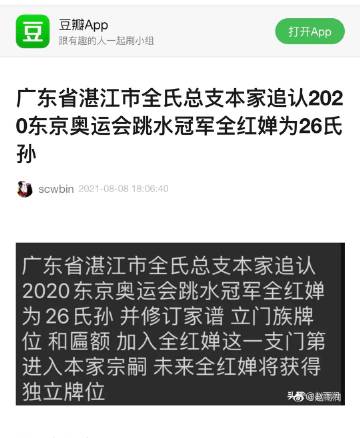 豆瓣App
跟有趣的人一起刷小组
打开App
广东省湛江市全氏总支本家追认202
0东京奥运会跳水冠军全红婵为26氏
孙
scwbin 2021-08-08 18:06:40
广东省湛江市全氏总支本家追认
2020东京奥运会跳水冠军全红婵
为26氏孙 并修订家谱 立门族牌
位 和匾额 加入全红婵这一支门第
进入本家宗嗣 未来全红婵将获得
独立牌位